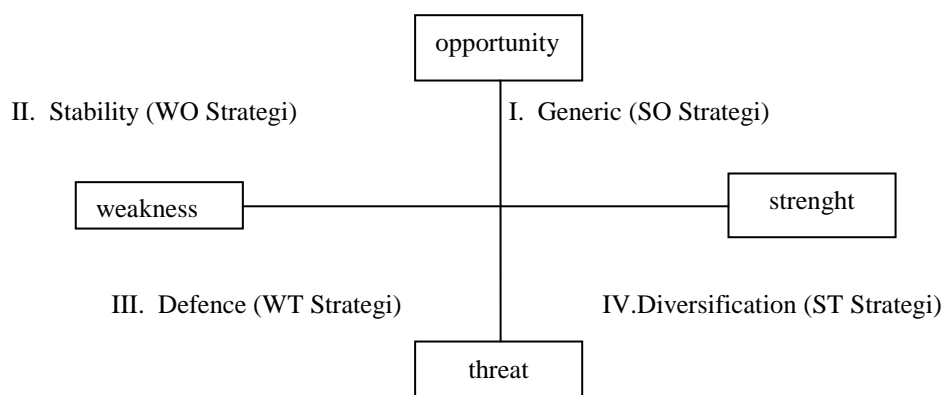 opportunity
II. Stability (WO Strategi)
I. Generic (SO Strategi)
weakness
strenght
III. Defence (WT Strategi)
IV.Diversification (ST Strategi)
threat